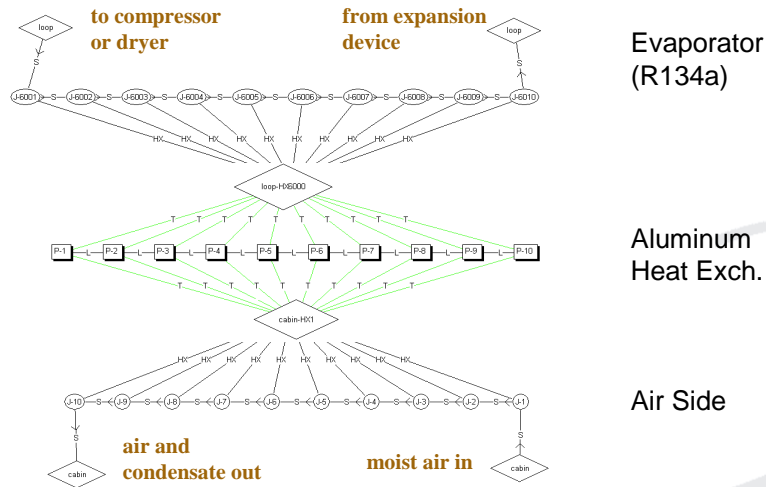 to compressor
or dryer
from expansion
device
loop
loop
Evaporator
(R134a)
S
S
J-6001 S J-6002 S J-6003 S J-6004 S J-6005 S J-6006 S J-6007 S J-6008 S J-6009 S J-6010
HX HX HX HX HX HX HX HX HX HX
loop-HX6000
T T T T T T T T T T
P-1 L P-2 L P-3 L P-4 L P-5 L P-6 L P-7 L P-8 L P-9 L P-10
Aluminum
Heat Exch.
T T T T T T T T T T
cabin-HX1
HX HX HX HX HX HX HX HX HX HX
J-10 S J-9 S J-8 S J-7 S J-6 S J-5 S J-4 S J-3 S J-2 S J-1
Air Side
S
S
air and
condensate out
moist air in
cabin
cabin